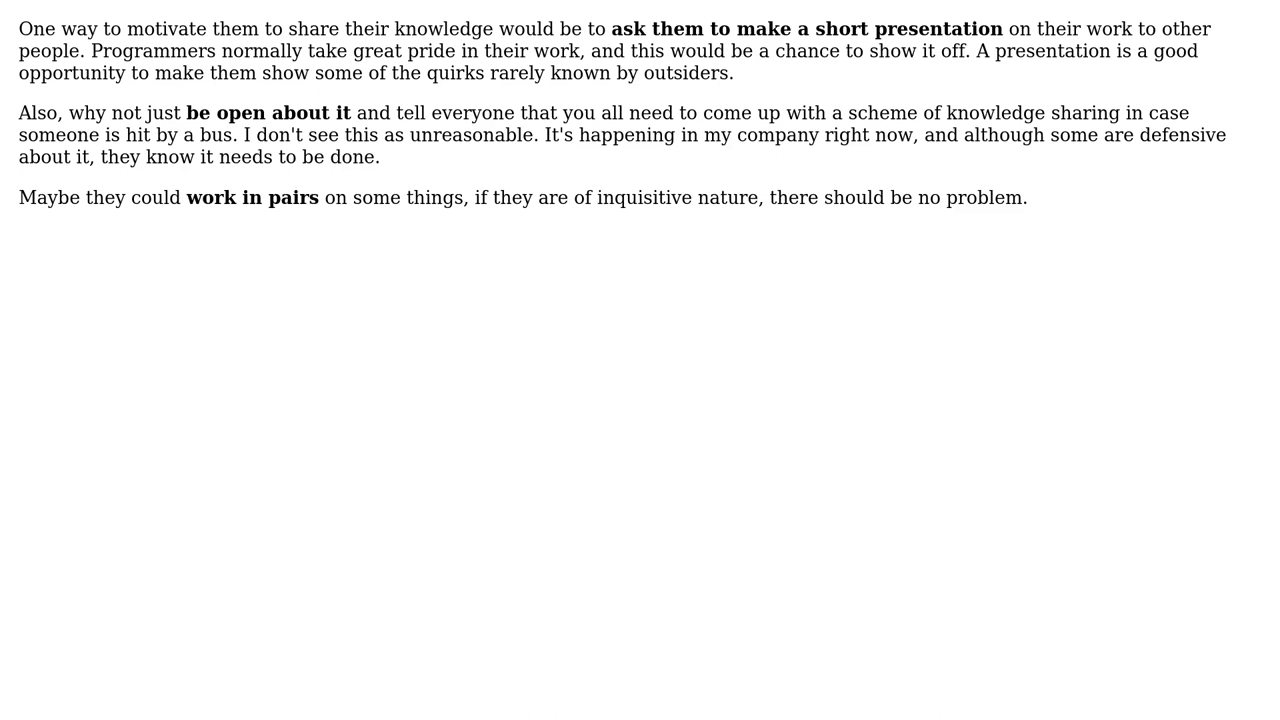 One way to motivate them to share their knowledge would be to ask them to make a short presentation on their work to other
people. Programmers normally take great pride in their work, and this would be a chance to show it off. A presentation is a good
opportunity to make them show some of the quirks rarely known by outsiders.
Also, why not just be open about it and tell everyone that you all need to come up with a scheme of knowledge sharing in case
someone is hit by a bus. I don't see this as unreasonable. It's happening in my company right now, and although some are defensive
about it, they know it needs to be done.
Maybe they could work in pairs on some things, if they are of inquisitive nature, there should be no problem.